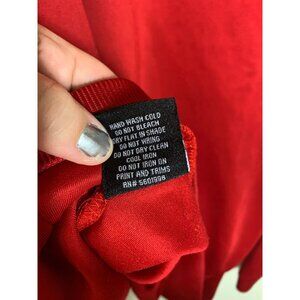 HAND WASH COLD
DO NOT BLEACH
DRY FLAT IN SHADE
DO NOT WRING
DO NOT DRY CLEAN
COOL IRON
DO NOT IRON ON
PRINT AND TRIMS
RN# 5601998